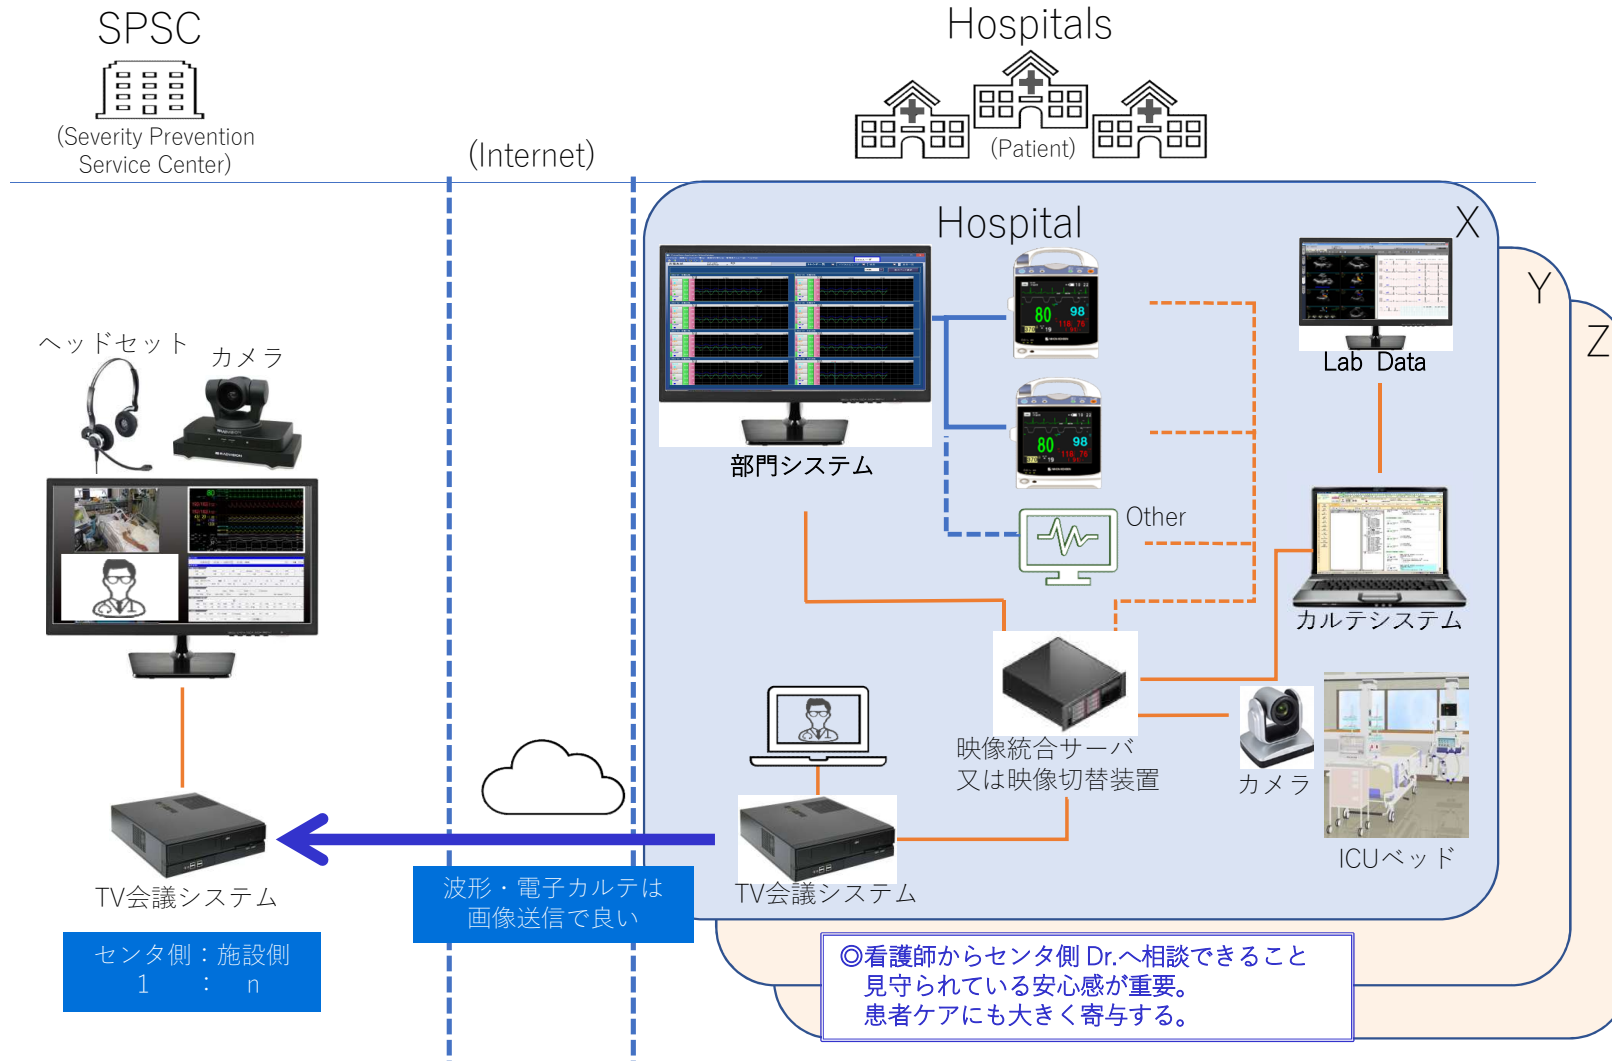 SPSC
(Severity Prevention
Service Center)
(Internet)
Hospitals
(Patient)
Hospital
X
Y
Z
ヘッドセット
カメラ
部門システム
80
98
80
98
Other
Lab Data
カルテシステム
映像統合サーバ
又は映像切替装置
カメラ
ICUベッド
TV会議システム
TV会議システム
波形・電子カルテは
画像送信で良い
センタ側：施設側
1 : n
◎看護師からセンタ側 Dr.へ相談できること
見守られている安心感が重要。
患者ケアにも大きく寄与する。